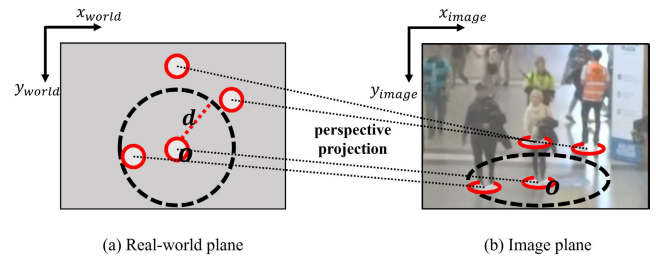 x_world
x_image
y_world
y_image
d
o
perspective
projection
o
(a) Real-world plane
(b) Image plane